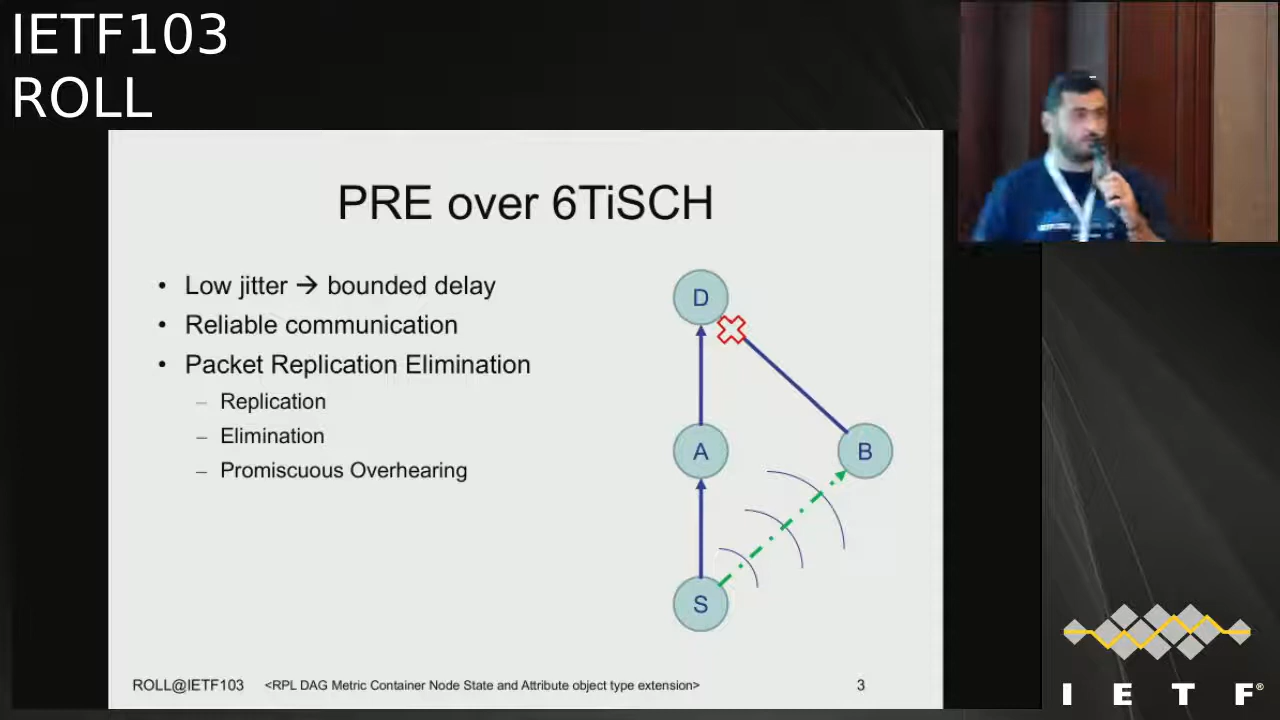 IETF103
ROLL
PRE over 6TiSCH
• Low jitter → bounded delay
• Reliable communication
• Packet Replication Elimination
– Replication
– Elimination
– Promiscuous Overhearing
D
A
B
S
ROLL@IETF103 <RPL DAG Metric Container Node State and Attribute object type extension> 3
I E T F®